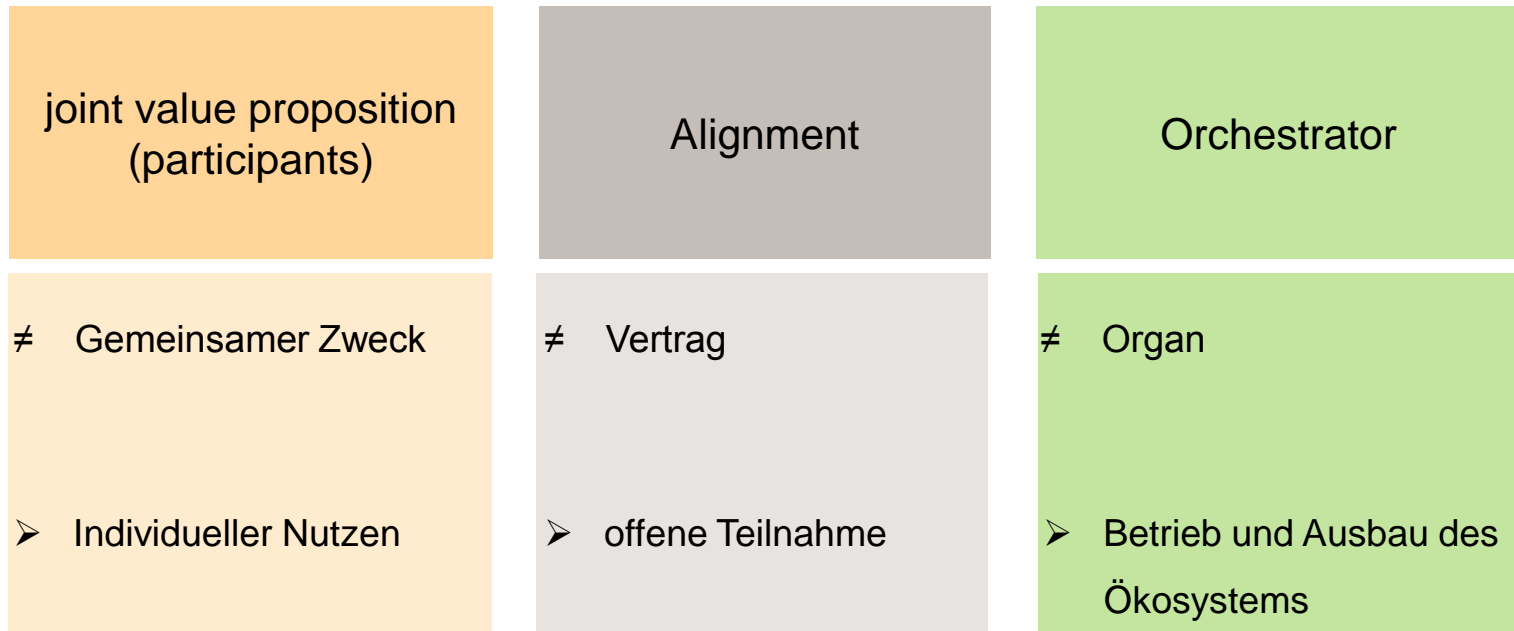 joint value proposition
(participants)
Alignment
Orchestrator
≠ Gemeinsamer Zweck
➢ Individueller Nutzen
≠ Vertrag
➢ offene Teilnahme
≠ Organ
➢ Betrieb und Ausbau des
Ökosystems